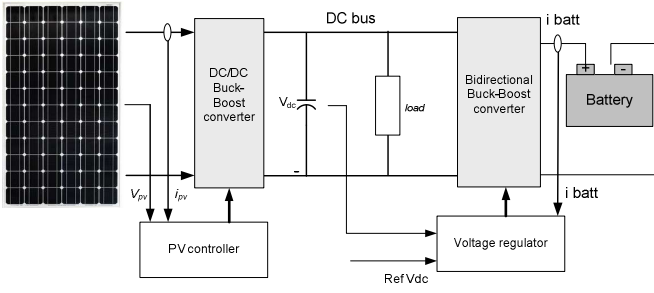 DC bus
i batt
DC/DC
Buck-
Boost
converter
Bidirectional
Buck-Boost
converter
+
-
Battery
Vdc
load
-
Vpv
ipv
i batt
PV controller
Voltage regulator
Ref Vdc